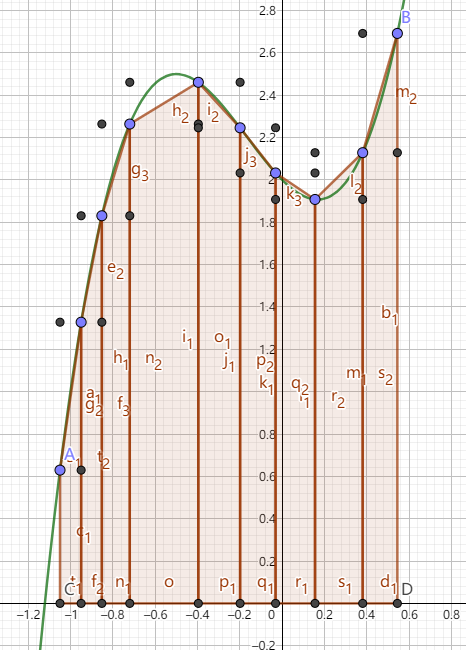 2.8
B
2.6
m₂
2.4
h₂ i₂
2.2
j₃
g₃
l₂
2
k₃
1.8
e₂
1.6
1.4
b₁
i₁ o₁
1.2
h₁ n₂ j₁ p₂
k₁ q₂ m₁ s₂
a₁
g₂ f₃ r₂
0.8
A₁ t₂
0.6
0.4
c₁
0.2
C t₁ f₂ n₁ o p₁ q₁ r₁ s₁ d₁ D
−1.2 −1 −0.8 −0.6 −0.4 −0.2 0 0.2 0.4 0.6 0.8
−0.2